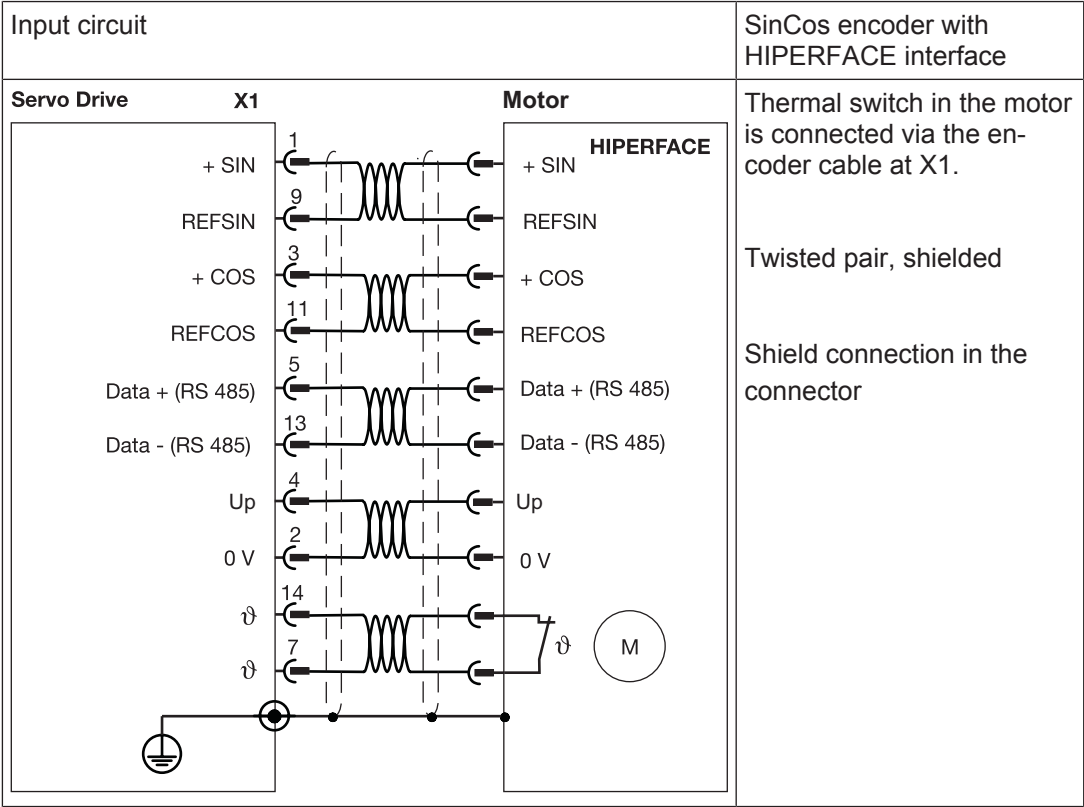 Input circuit
SinCos encoder with
HIPERFACE interface
Servo Drive X1 Motor
HIPERFACE
1
+ SIN + SIN
9
REFSIN REFSIN
3
+ COS + COS
11
REFCOS REFCOS
5
Data + (RS 485) Data + (RS 485)
13
Data - (RS 485) Data - (RS 485)
4
Up Up
2
0 V 0 V
14
ϑ
7
ϑ ϑ M
Thermal switch in the motor
is connected via the en-
coder cable at X1.
Twisted pair, shielded
Shield connection in the
connector